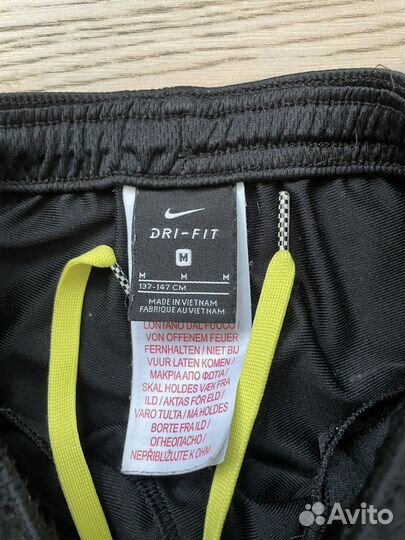 DRI-FIT
M
M M M
137-147 CM
MADE IN VIETNAM
FABRIQUE AU VIETNAM
LONTANO DAL FUOCO /
VON OFFENEM FEUER
FERNHALTEN / NIET BIJ
VUUR LATEN KOMEN /
ΜΑΚΡΙΑ ΑΠΟ ΦΩΤΙΑ /
SKAL HOLDES VÆK FRA
ILD / AKTAS FÖR ELD /
VARO TULTA / MÅ HOLDES
BORTE FRA ILD /
ОГНЕОПАСНО /
NEPŘIBLIŽUJTE K OHNI /
Avito